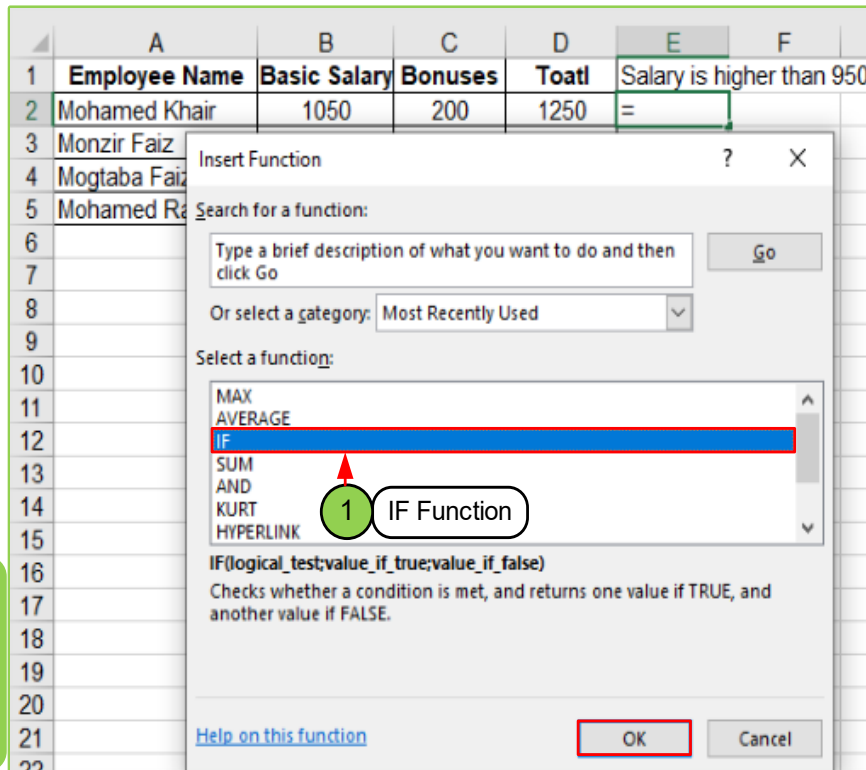 A B C D E F
1 Employee Name Basic Salary Bonuses Toatl Salary is higher than 950
2 Mohamed Khair 1050 200 1250 =
3 Monzir Faiz
4 Mogtaba Faiz
5 Mohamed Ra
6
7
8
9
10
11
12
13
14
15
16
17
18
19
20
21
22
Insert Function ? X
Search for a function:
Type a brief description of what you want to do and then
click Go
Go
Or select a category: Most Recently Used
Select a function:
MAX
AVERAGE
IF
SUM
AND
KURT
HYPERLINK
1 IF Function
IF(logical_test;value_if_true;value_if_false)
Checks whether a condition is met, and returns one value if TRUE, and
another value if FALSE.
Help on this function
OK Cancel